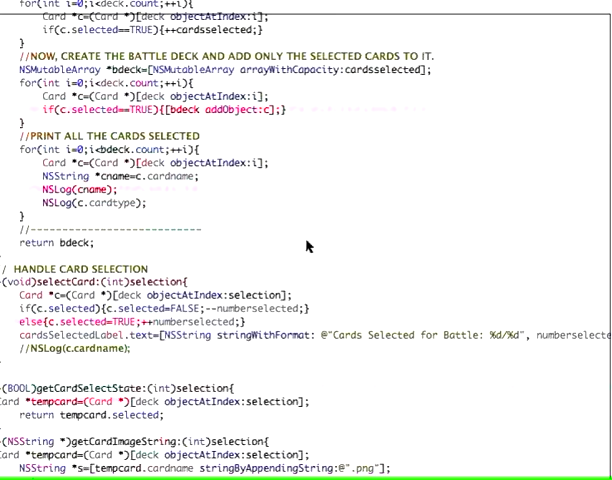 for(int i=0;i<deck.count;++i){
Card *c=(Card *)[deck objectAtIndex:i];
if(c.selected==TRUE){++cardsselected;}
}
//NOW, CREATE THE BATTLE DECK AND ADD ONLY THE SELECTED CARDS TO IT.
NSMutableArray *bdeck=[NSMutableArray arrayWithCapacity:cardsselected];
for(int i=0;i<deck.count;++i){
Card *c=(Card *)[deck objectAtIndex:i];
if(c.selected==TRUE){[bdeck addObject:c];}
}
//PRINT ALL THE CARDS SELECTED
for(int i=0;i<bdeck.count;++i){
Card *c=(Card *)[deck objectAtIndex:i];
NSString *cname=c.cardname;
NSLog(cname);
NSLog(c.cardtype);
}
//---------------------------
return bdeck;
/ HANDLE CARD SELECTION
(void)selectCard:(int)selection{
Card *c=(Card *)[deck objectAtIndex:selection];
if(c.selected){c.selected=FALSE;--numberselected;}
else{c.selected=TRUE;++numberselected;}
cardsSelectedLabel.text=[NSString stringWithFormat: @"Cards Selected for Battle: %d/%d", numberselecte
//NSLog(c.cardname);
(BOOL)getCardSelectState:(int)selection{
Card *tempcard=(Card *)[deck objectAtIndex:selection];
return tempcard.selected;
(NSString *)getCardImageString:(int)selection{
Card *tempcard=(Card *)[deck objectAtIndex:selection];
NSString *s=[tempcard.cardname stringByAppendingString:@".png"];